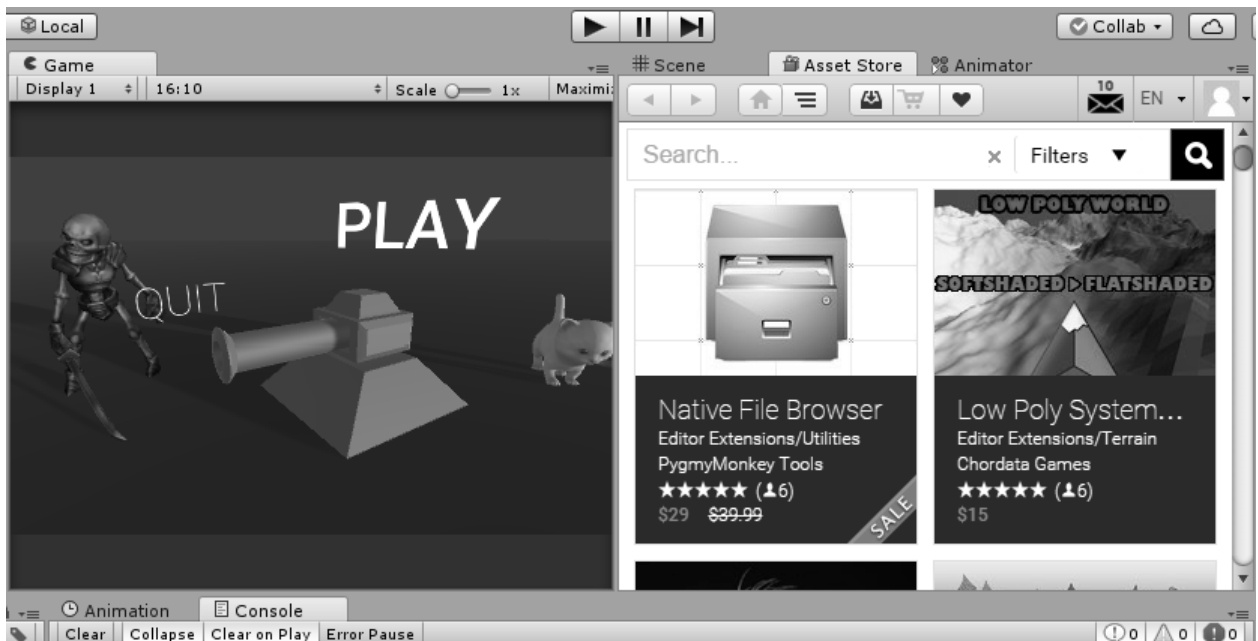 Local
Collab
Game
Display 1
16:10
Scale
1x
Maximi
PLAY
QUIT
Scene
Asset Store
Animator
10
EN
Search...
Filters
LOW POLY WORLD
SOFTSHADED▷FLATSHADED
Native File Browser
Editor Extensions/Utilities
PygmyMonkey Tools
(6)
$29 $39.99
SALE
Low Poly System...
Editor Extensions/Terrain
Chordata Games
(6)
$15
Animation
Console
Clear
Collapse
Clear on Play
Error Pause
0
0
0